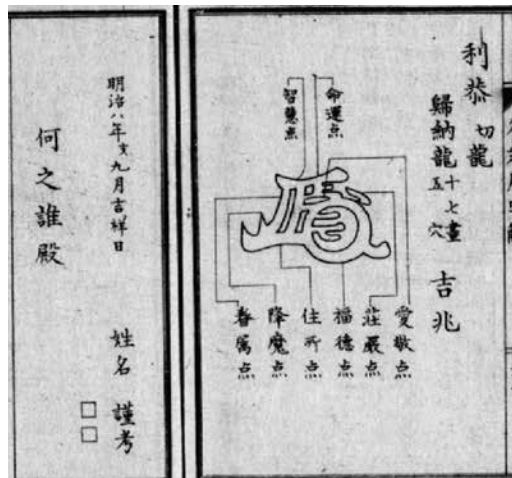 利恭 切龍
歸納龍 十七畫 五穴 吉兆
命運点
智慧点
愛敬点
莊嚴点
福德点
住所点
降魔点
眷属点
明治八年亥九月吉祥日
姓名 謹考
何之誰殿